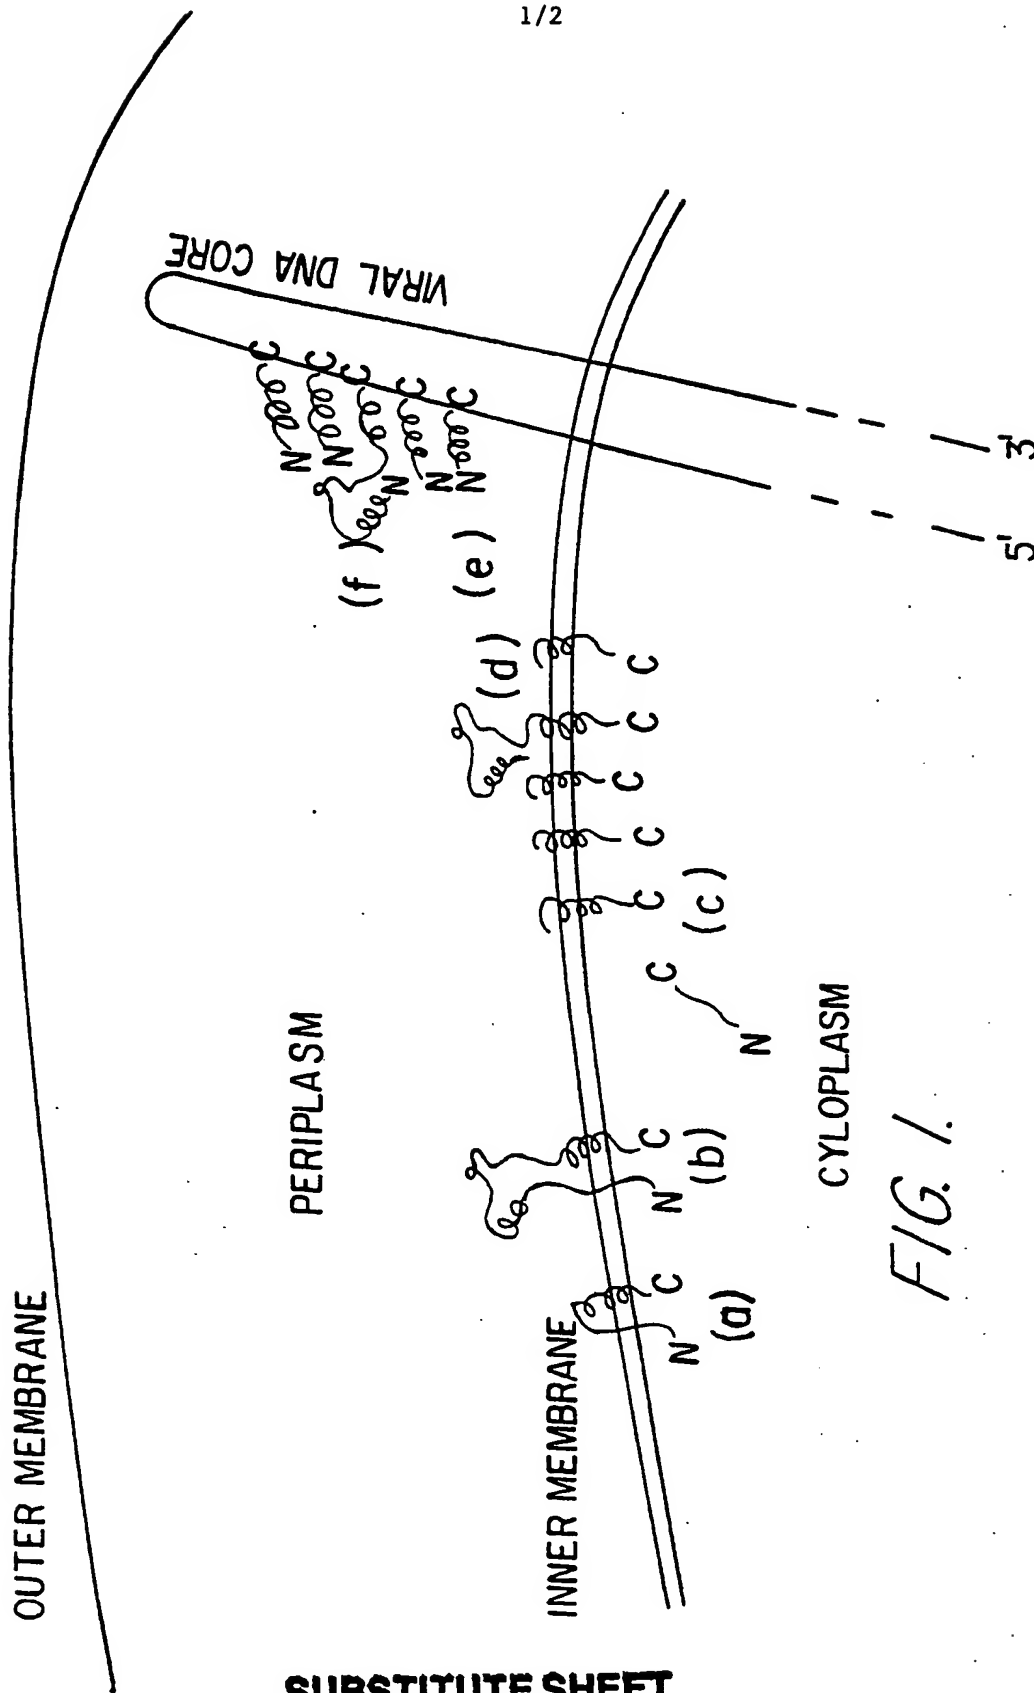 1/2
OUTER MEMBRANE
PERIPLASM
VIRAL DNA CORE
C
C
C
C
C
N
N
N
N
N
(f)
(e)
(d)
INNER MEMBRANE
N
C
(a)
N
C
(b)
N
C
C
C
C
C
C
(c)
5'
3'
CYLOPLASM
FIG. 1.
SUBSTITUTE SHEET